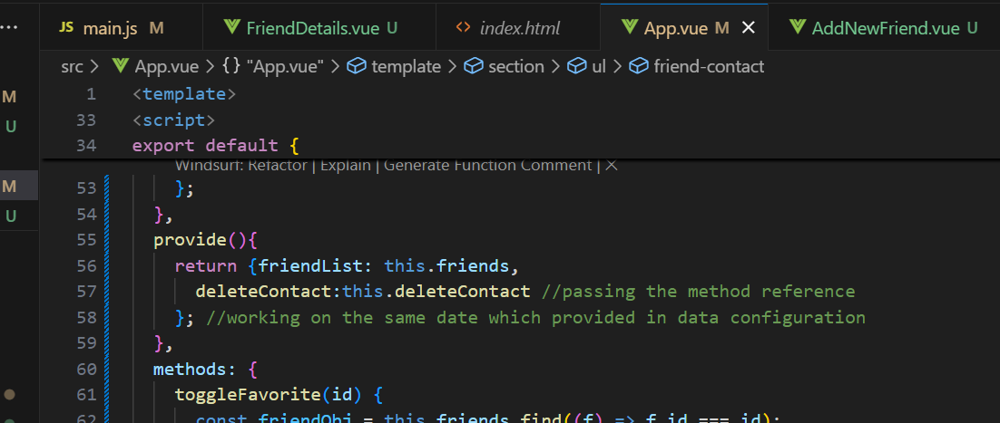 ... JS main.js M FriendDetails.vue U <> index.html App.vue M × AddNewFriend.vue U
src > App.vue > {} "App.vue" > template > section > ul > friend-contact
M 1 <template>
U 33 <script>
34 export default {
Windsurf: Refactor | Explain | Generate Function Comment | ×
M 53 };
U 54 },
55 provide(){
56 return {friendList: this.friends,
57 deleteContact:this.deleteContact //passing the method reference
58 }; //working on the same date which provided in data configuration
59 },
60 methods: {
61 toggleFavorite(id) {
62 const friendObj = this.friends.find((f) => f.id === id);